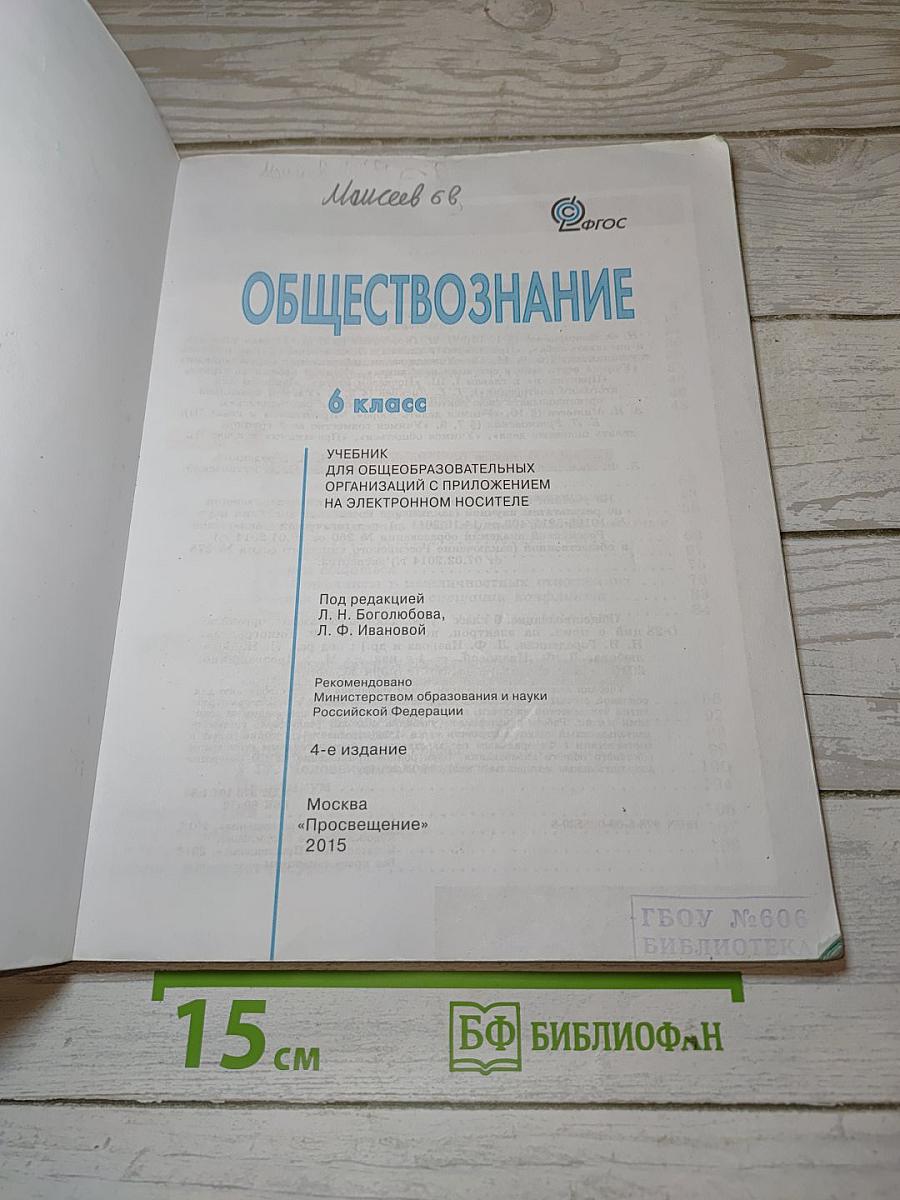 Моисеев 6в
ФГОС
ОБЩЕСТВОЗНАНИЕ
6 класс
УЧЕБНИК
ДЛЯ ОБЩЕОБРАЗОВАТЕЛЬНЫХ
ОРГАНИЗАЦИЙ С ПРИЛОЖЕНИЕМ
НА ЭЛЕКТРОННОМ НОСИТЕЛЕ
Под редакцией
Л. Н. Боголюбова,
Л. Ф. Ивановой
Рекомендовано
Министерством образования и науки
Российской Федерации
4-е издание
Москва
«Просвещение»
2015
ГБОУ №606
БИБЛИОТЕКА
15 см
БФ БИБЛИОФАН